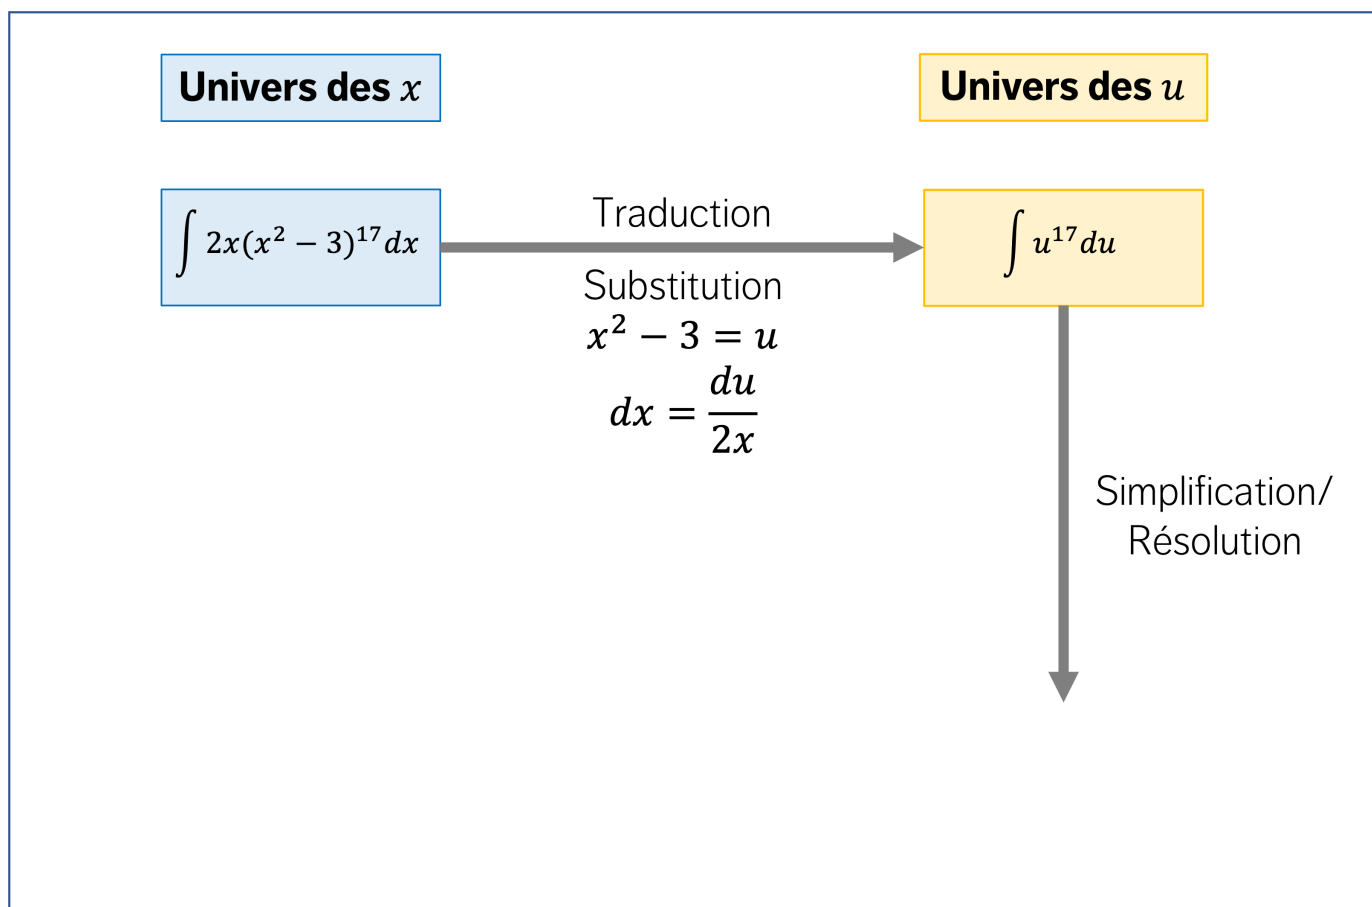 Univers des x
Univers des u
∫ 2x(x² − 3)¹⁷dx
Traduction
∫ u¹⁷du
Substitution
x² − 3 = u
dx = du/2x
Simplification/
Résolution